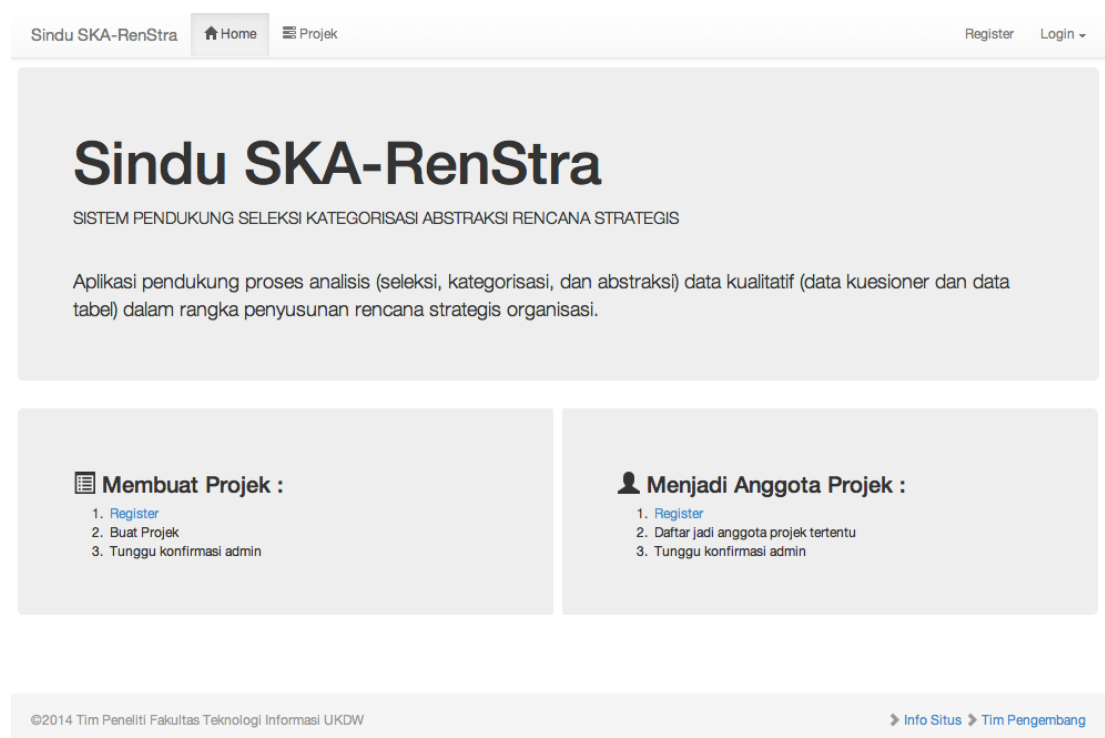 Sindu SKA-RenStra Home Projek Register Login
Sindu SKA-RenStra
SISTEM PENDUKUNG SELEKSI KATEGORISASI ABSTRAKSI RENCANA STRATEGIS
Aplikasi pendukung proses analisis (seleksi, kategorisasi, dan abstraksi) data kualitatif (data kuesioner dan data
tabel) dalam rangka penyusunan rencana strategis organisasi.
Membuat Projek :
1. Register
2. Buat Projek
3. Tunggu konfirmasi admin
Menjadi Anggota Projek :
1. Register
2. Daftar jadi anggota projek tertentu
3. Tunggu konfirmasi admin
©2014 Tim Peneliti Fakultas Teknologi Informasi UKDW Info Situs Tim Pengembang